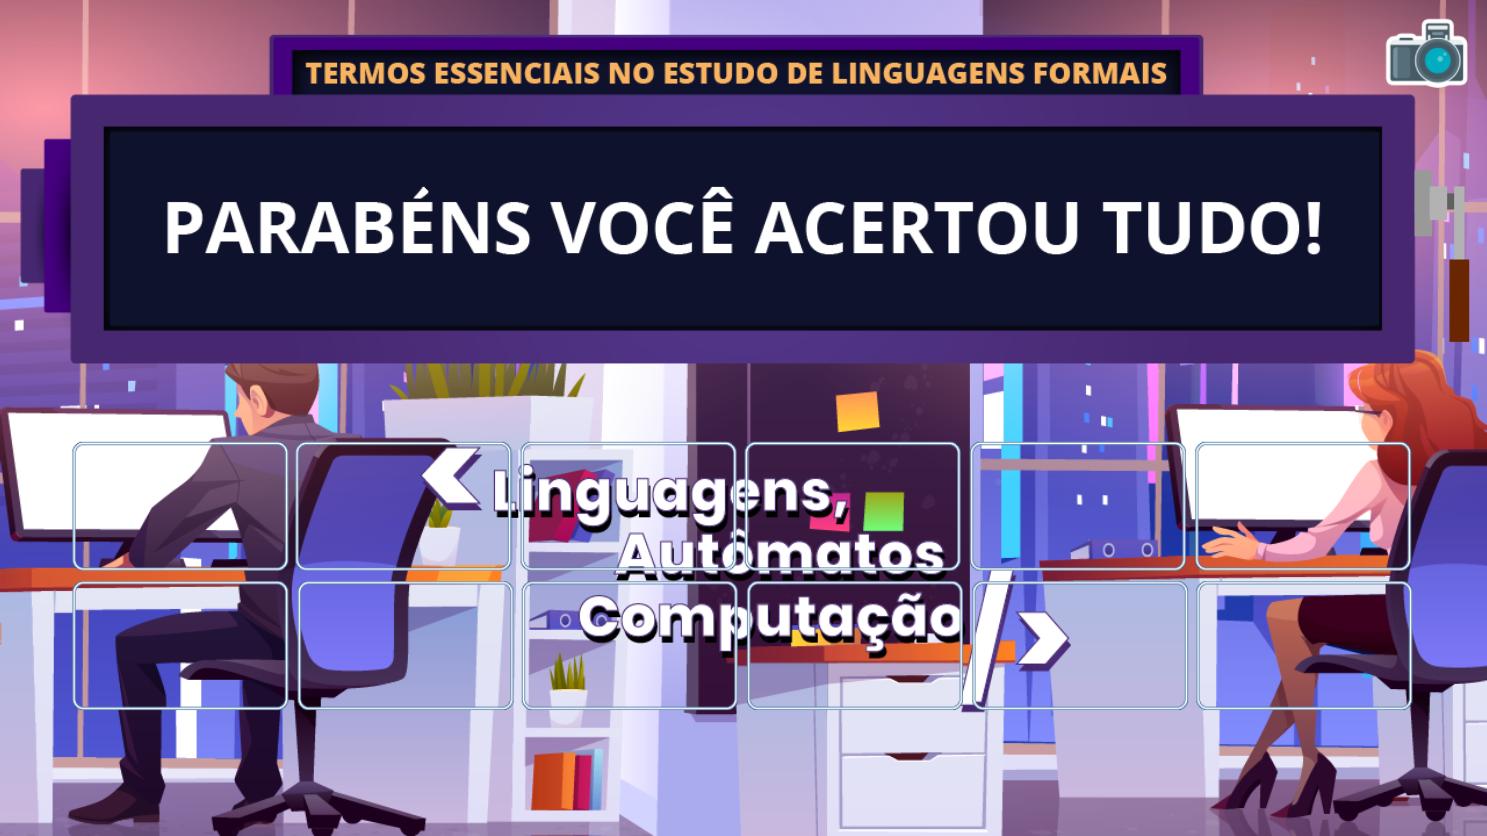 TERMOS ESSENCIAIS NO ESTUDO DE LINGUAGENS FORMAIS
PARABÉNS VOCÊ ACERTOU TUDO!
Linguagens,
Autômatos
Computação